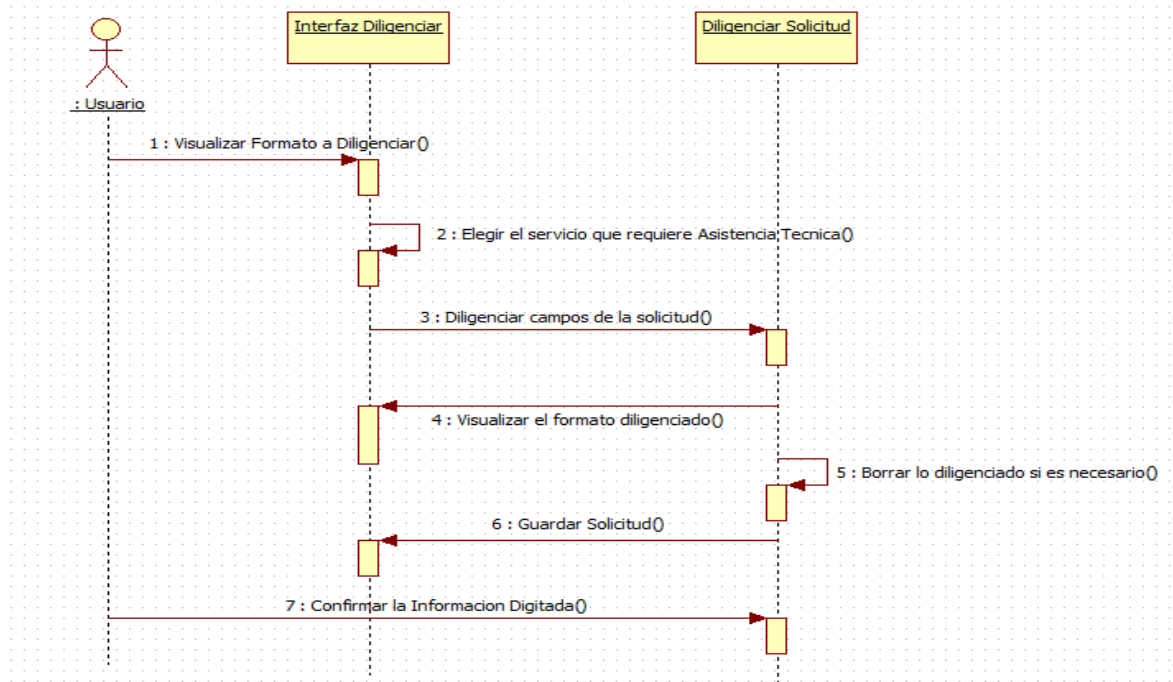 Interfaz Diligenciar
Diligenciar Solicitud
: Usuario
1 : Visualizar Formato a Diligenciar()
2 : Elegir el servicio que requiere Asistencia Tecnica()
3 : Diligenciar campos de la solicitud()
4 : Visualizar el formato diligenciado()
5 : Borrar lo diligenciado si es necesario()
6 : Guardar Solicitud()
7 : Confirmar la Informacion Digitada()